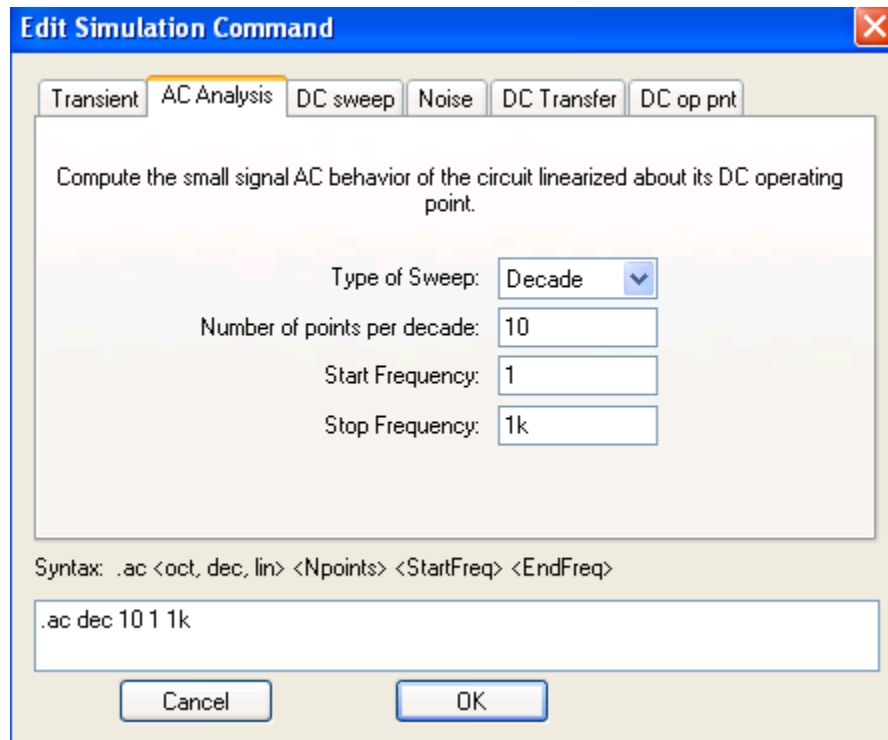 Edit Simulation Command
Transient AC Analysis DC sweep Noise DC Transfer DC op pnt
Compute the small signal AC behavior of the circuit linearized about its DC operating
point.
Type of Sweep: Decade
Number of points per decade: 10
Start Frequency: 1
Stop Frequency: 1k
Syntax: .ac <oct, dec, lin> <Npoints> <StartFreq> <EndFreq>
.ac dec 10 1 1k
Cancel OK